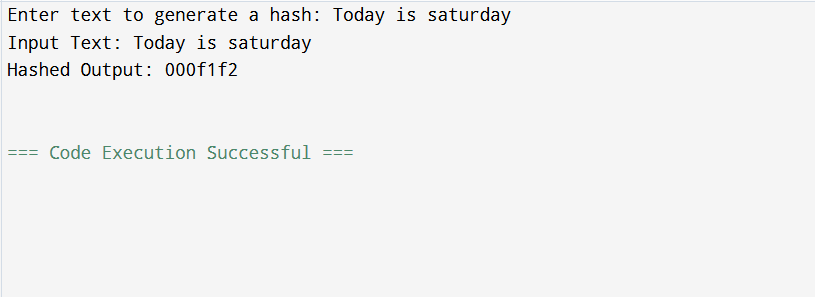 Enter text to generate a hash: Today is saturday
Input Text: Today is saturday
Hashed Output: 000f1f2
=== Code Execution Successful ===